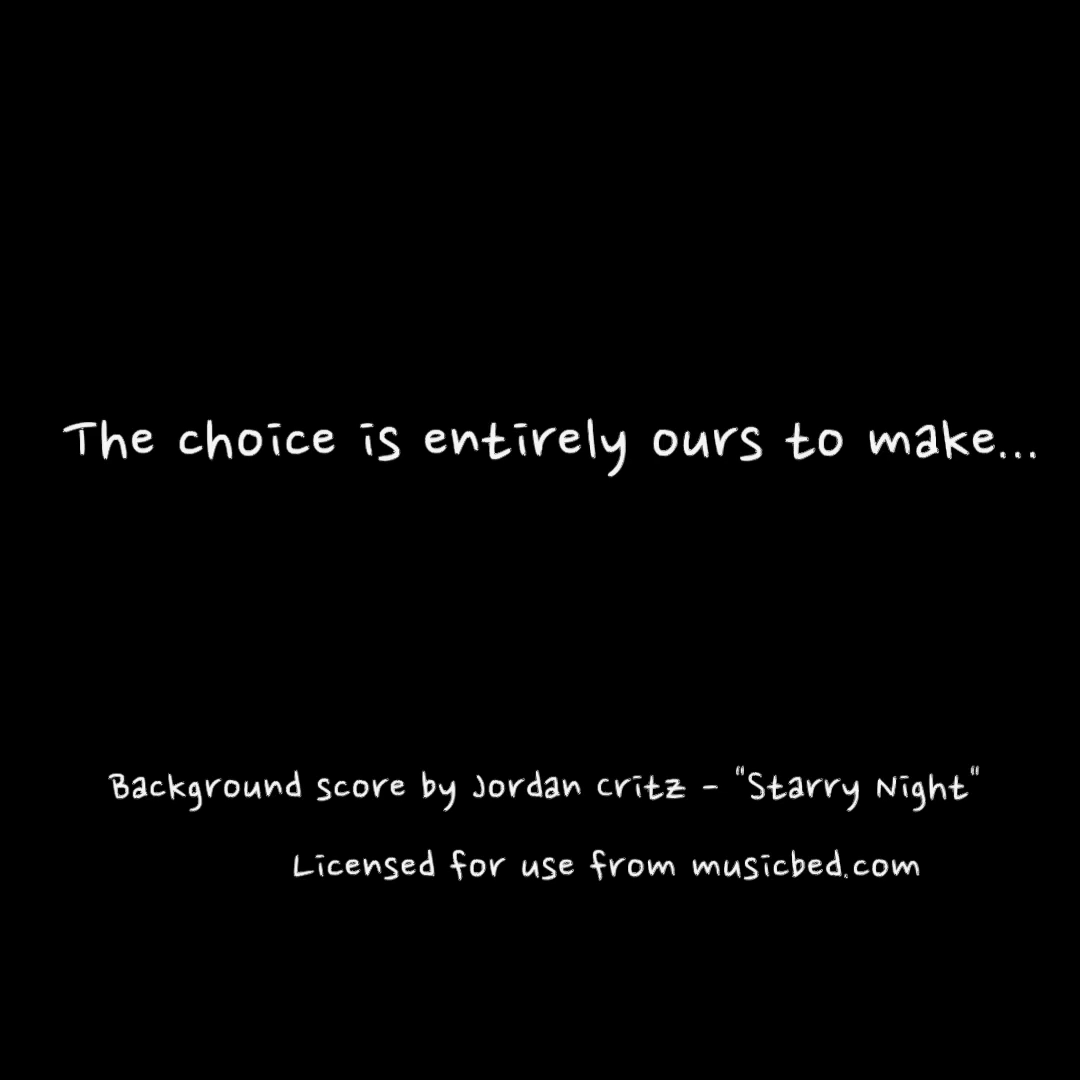 The choice is entirely ours to make...
Background score by Jordan Critz - "Starry Night"
Licensed for use from musicbed.com